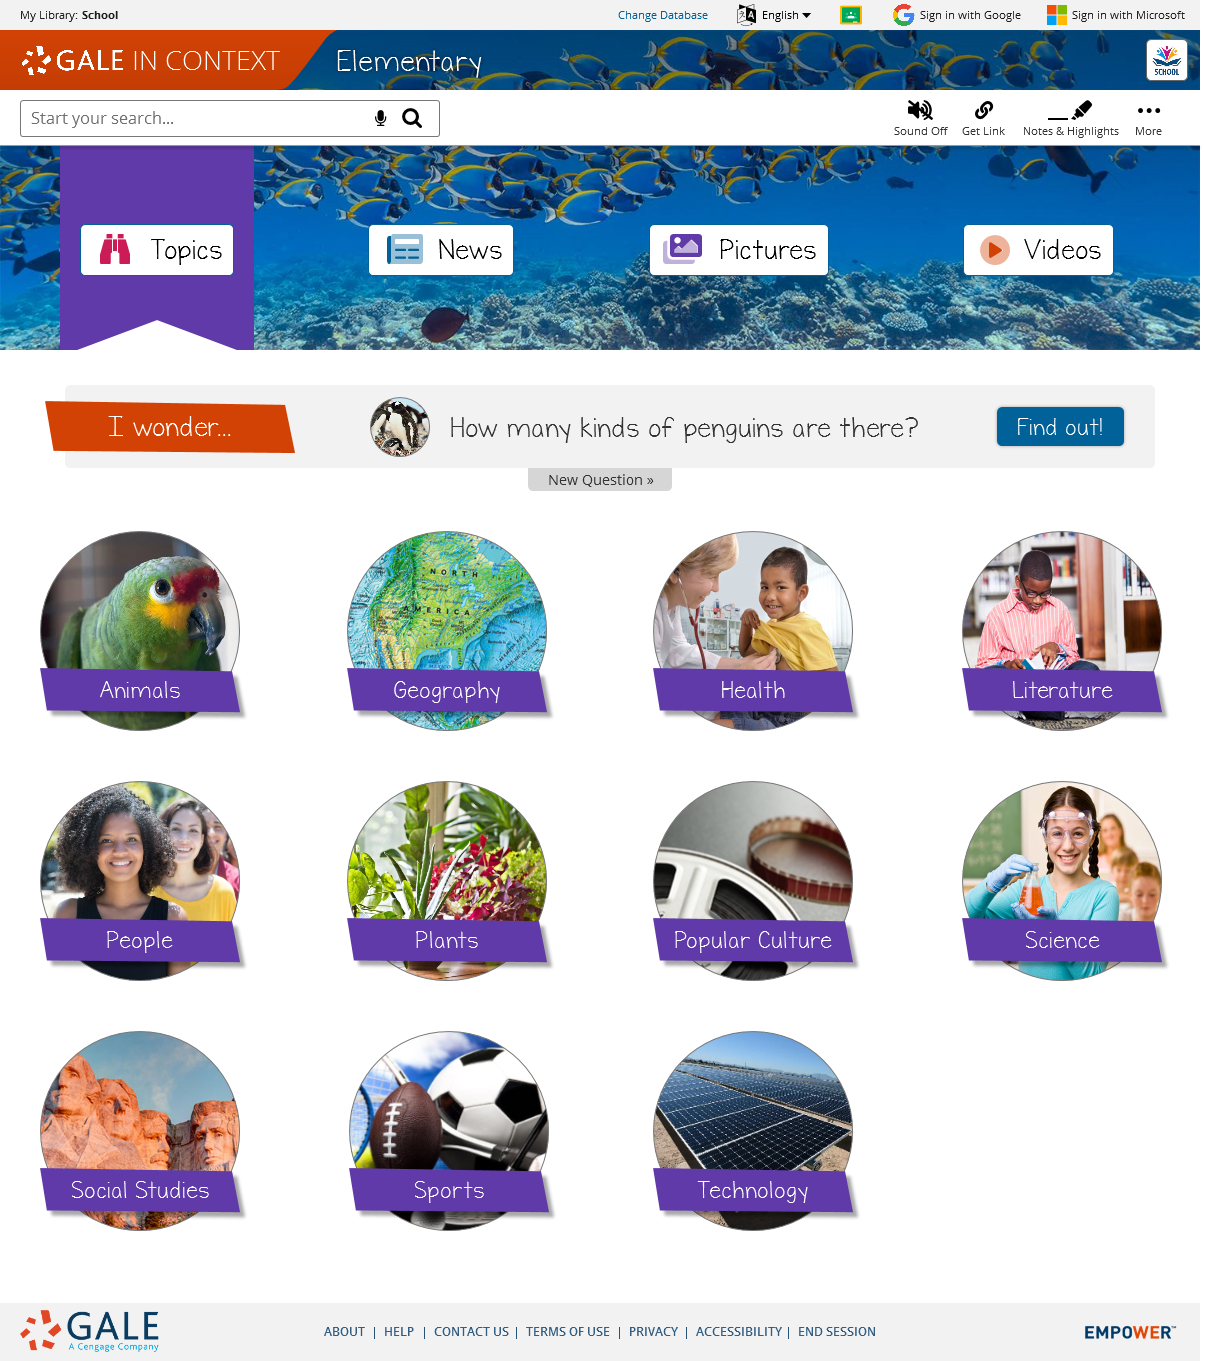 My Library: School
Change Database
English
Sign in with Google
Sign in with Microsoft
GALE IN CONTEXT
Elementary
SCHOOL
Start your search...
Sound Off
Get Link
Notes & Highlights
More
Topics
News
Pictures
Videos
I wonder...
How many kinds of penguins are there?
Find out!
New Question »
NORTH
AMERICA
Animals
Geography
Health
Literature
People
Plants
Popular Culture
Science
Social Studies
Sports
Technology
GALE
A Cengage Company
ABOUT | HELP | CONTACT US | TERMS OF USE | PRIVACY | ACCESSIBILITY | END SESSION
EMPOWER™